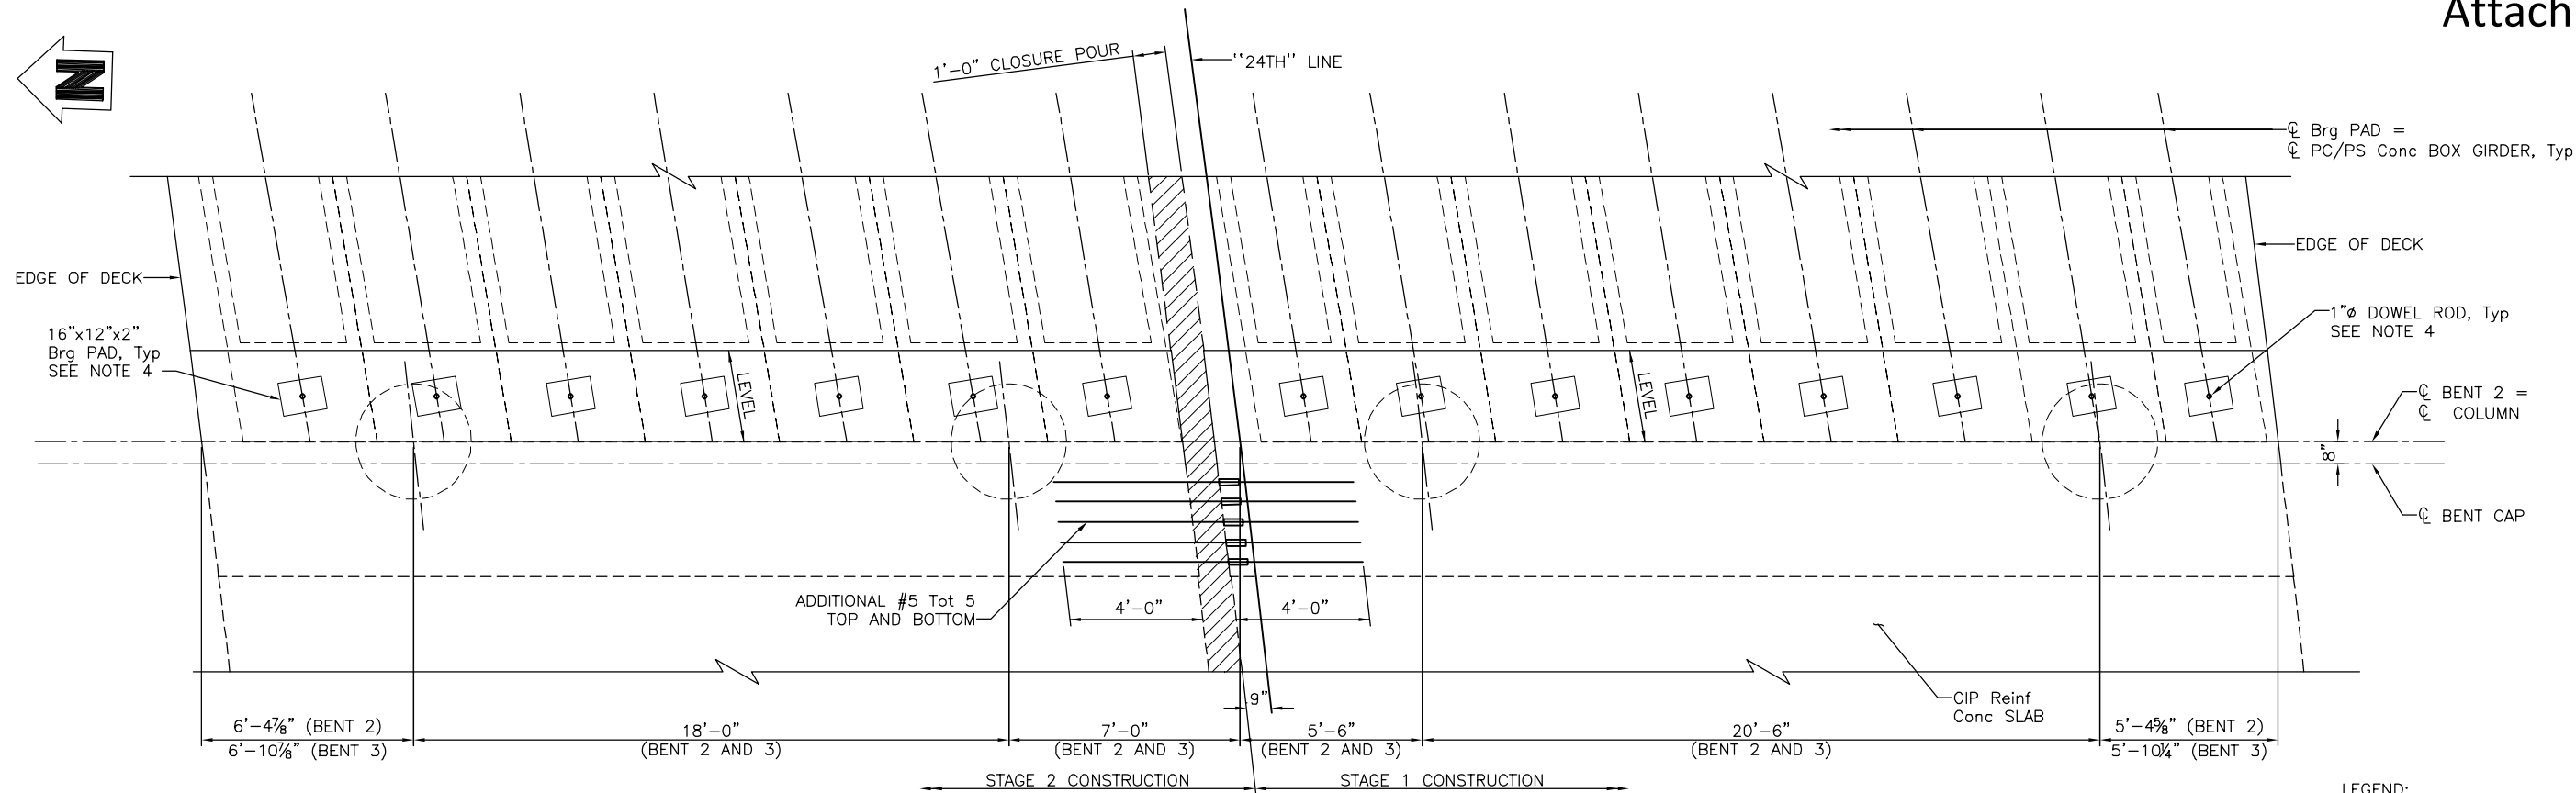 Attach
N
1'-0" CLOSURE POUR
"24TH" LINE
℄ Brg PAD =
℄ PC/PS Conc BOX GIRDER, Typ
EDGE OF DECK
EDGE OF DECK
16"x12"x2"
Brg PAD, Typ
SEE NOTE 4
1"ø DOWEL ROD, Typ
SEE NOTE 4
LEVEL
LEVEL
℄ BENT 2 =
℄ COLUMN
8"
℄ BENT CAP
ADDITIONAL #5 Tot 5
TOP AND BOTTOM
4'-0"
4'-0"
9"
CIP Reinf
Conc SLAB
6'-4⅞" (BENT 2)
6'-10⅞" (BENT 3)
18'-0"
(BENT 2 AND 3)
7'-0"
(BENT 2 AND 3)
5'-6"
(BENT 2 AND 3)
20'-6"
(BENT 2 AND 3)
5'-4⅝" (BENT 2)
5'-10¼" (BENT 3)
STAGE 2 CONSTRUCTION
STAGE 1 CONSTRUCTION
LEGEND: